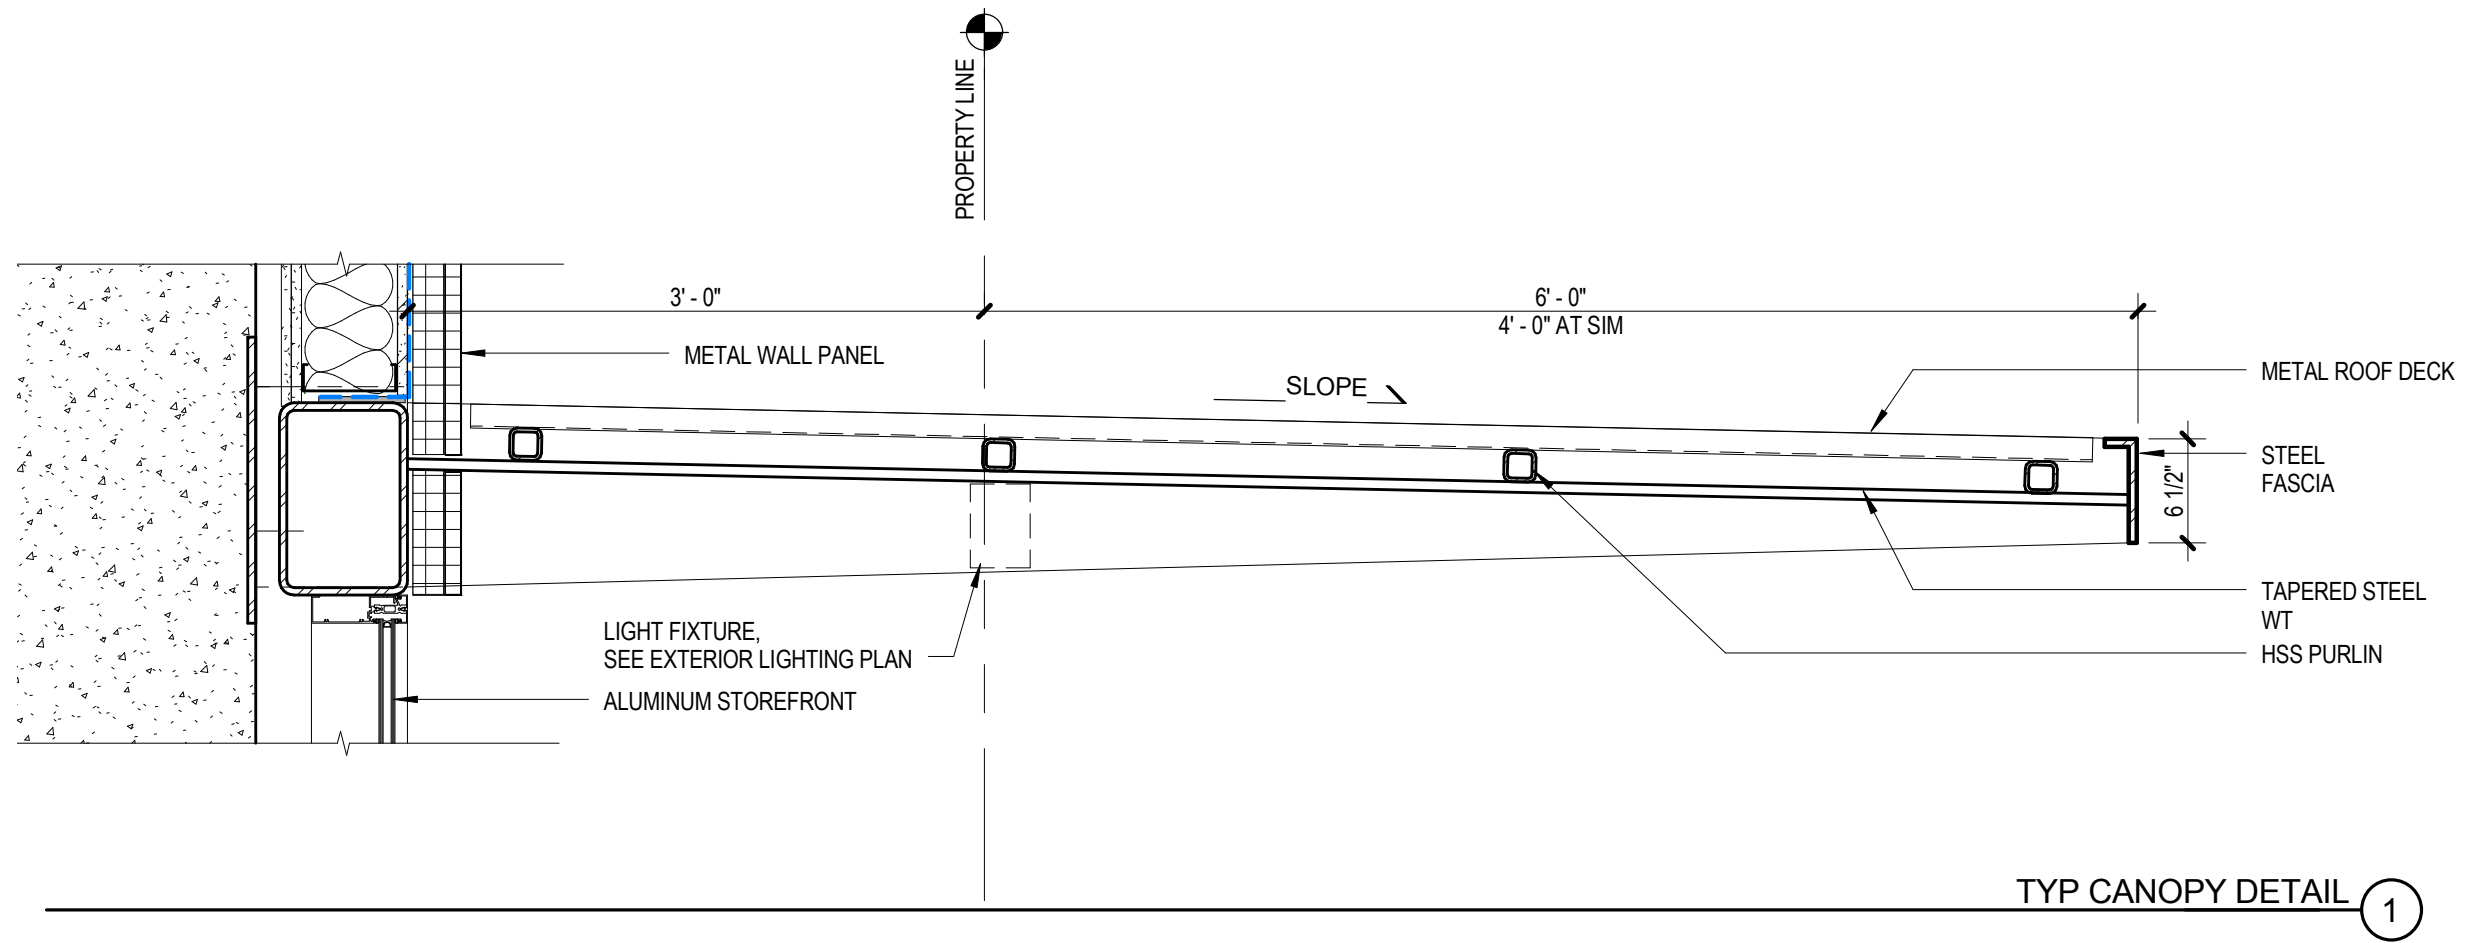 PROPERTY LINE
3' - 0"
6' - 0"
4' - 0" AT SIM
METAL WALL PANEL
SLOPE
METAL ROOF DECK
STEEL
FASCIA
6 1/2"
TAPERED STEEL
WT
HSS PURLIN
LIGHT FIXTURE,
SEE EXTERIOR LIGHTING PLAN
ALUMINUM STOREFRONT
TYP CANOPY DETAIL
1